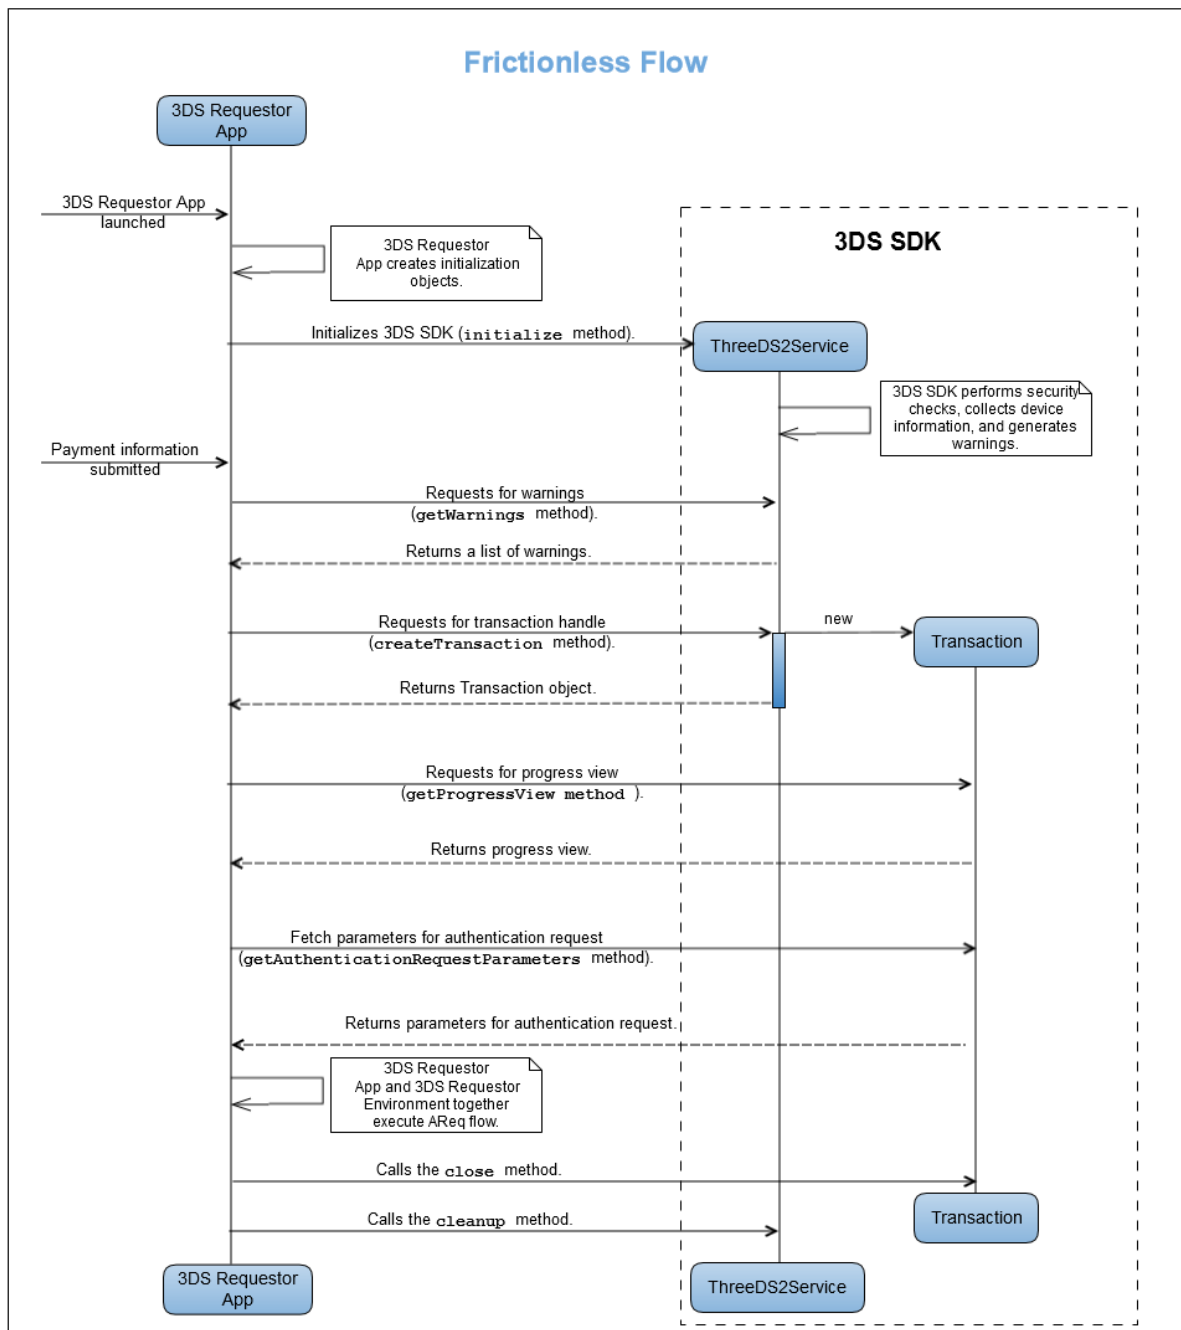 Frictionless Flow
3DS Requestor
App
3DS Requestor App
launched
3DS Requestor
App creates initialization
objects.
3DS SDK
Initializes 3DS SDK (initialize method).
ThreeDS2Service
3DS SDK performs security
checks, collects device
information, and generates
warnings.
Payment information
submitted
Requests for warnings
(getWarnings method).
Returns a list of warnings.
Requests for transaction handle
(createTransaction method).
new
Transaction
Returns Transaction object.
Requests for progress view
(getProgressView method ).
Returns progress view.
Fetch parameters for authentication request
(getAuthenticationRequestParameters method).
Returns parameters for authentication request.
3DS Requestor
App and 3DS Requestor
Environment together
execute AReq flow.
Calls the close method.
Calls the cleanup method.
Transaction
3DS Requestor
App
ThreeDS2Service